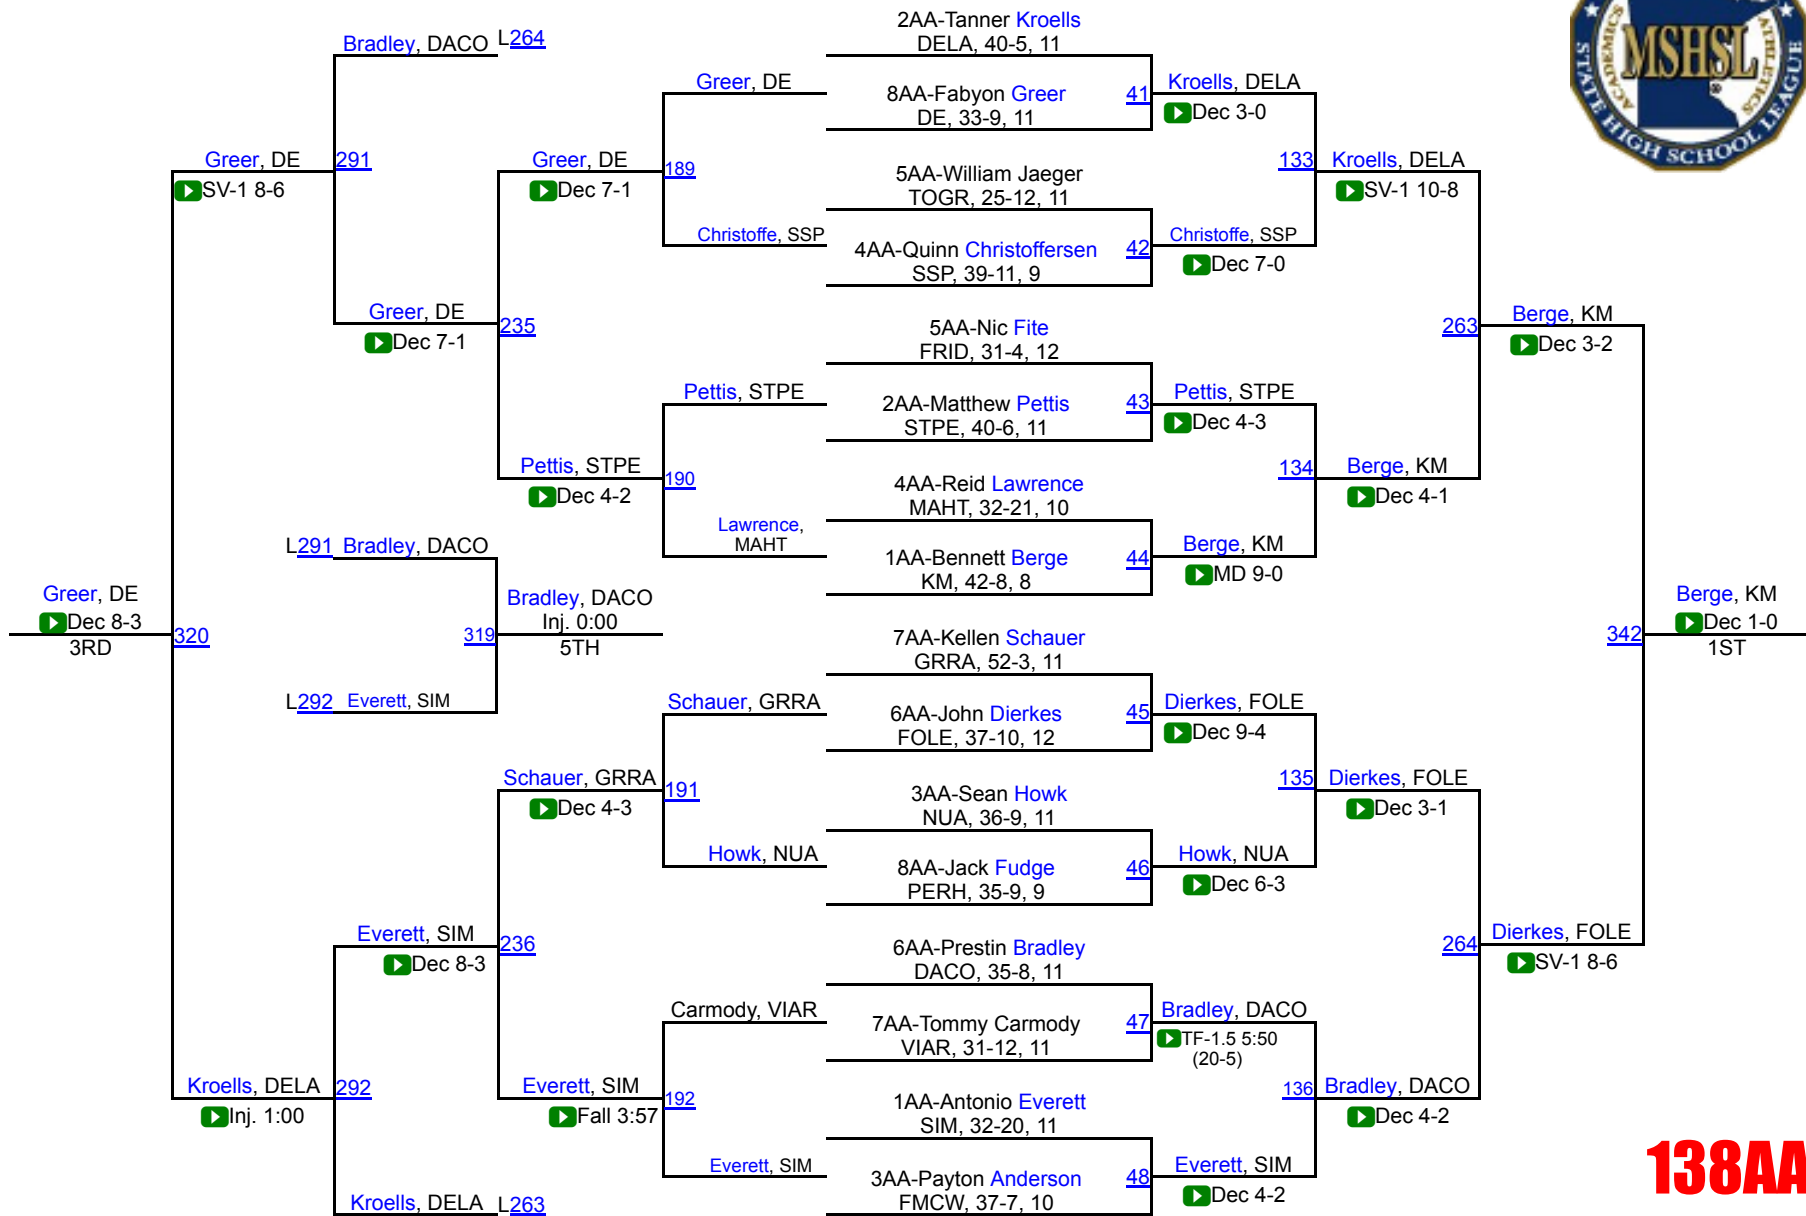 2AA-Tanner Kroells
DELA, 40-5, 11
8AA-Fabyon Greer
DE, 33-9, 11
5AA-William Jaeger
TOGR, 25-12, 11
4AA-Quinn Christoffersen
SSP, 39-11, 9
5AA-Nic Fite
FRID, 31-4, 12
2AA-Matthew Pettis
STPE, 40-6, 11
4AA-Reid Lawrence
MAHT, 32-21, 10
1AA-Bennett Berge
KM, 42-8, 8
7AA-Kellen Schauer
GRRA, 52-3, 11
6AA-John Dierkes
FOLE, 37-10, 12
3AA-Sean Howk
NUA, 36-9, 11
8AA-Jack Fudge
PERH, 35-9, 9
6AA-Prestin Bradley
DACO, 35-8, 11
7AA-Tommy Carmody
VIAR, 31-12, 11
1AA-Antonio Everett
SIM, 32-20, 11
3AA-Payton Anderson
FMCW, 37-7, 10
41 Kroells, DELA
Dec 3-0
42 Christoffe, SSP
Dec 7-0
43 Pettis, STPE
Dec 4-3
44 Berge, KM
MD 9-0
45 Dierkes, FOLE
Dec 9-4
46 Howk, NUA
Dec 6-3
47 Bradley, DACO
TF-1.5 5:50
(20-5)
48 Everett, SIM
Dec 4-2
133 Kroells, DELA
SV-1 10-8
134 Berge, KM
Dec 4-1
135 Dierkes, FOLE
Dec 3-1
136 Bradley, DACO
Dec 4-2
263 Berge, KM
Dec 3-2
264 Dierkes, FOLE
SV-1 8-6
342 Berge, KM
Dec 1-0
1ST
Greer, DE
Christoffe, SSP
Pettis, STPE
Lawrence,
MAHT
Schauer, GRRA
Howk, NUA
Carmody, VIAR
Everett, SIM
Greer, DE 189
Dec 7-1
Pettis, STPE 190
Dec 4-2
Schauer, GRRA 191
Dec 4-3
Everett, SIM 192
Fall 3:57
Greer, DE 235
Dec 7-1
Everett, SIM 236
Dec 8-3
Bradley, DACO L264
Kroells, DELA L263
Greer, DE 291
SV-1 8-6
Kroells, DELA 292
Inj. 1:00
L291 Bradley, DACO
L292 Everett, SIM
319 Bradley, DACO
Inj. 0:00
5TH
Greer, DE
Dec 8-3 320
3RD
MSHSL
ACADEMICS
ATHLETICS
STATE HIGH SCHOOL LEAGUE
138AA